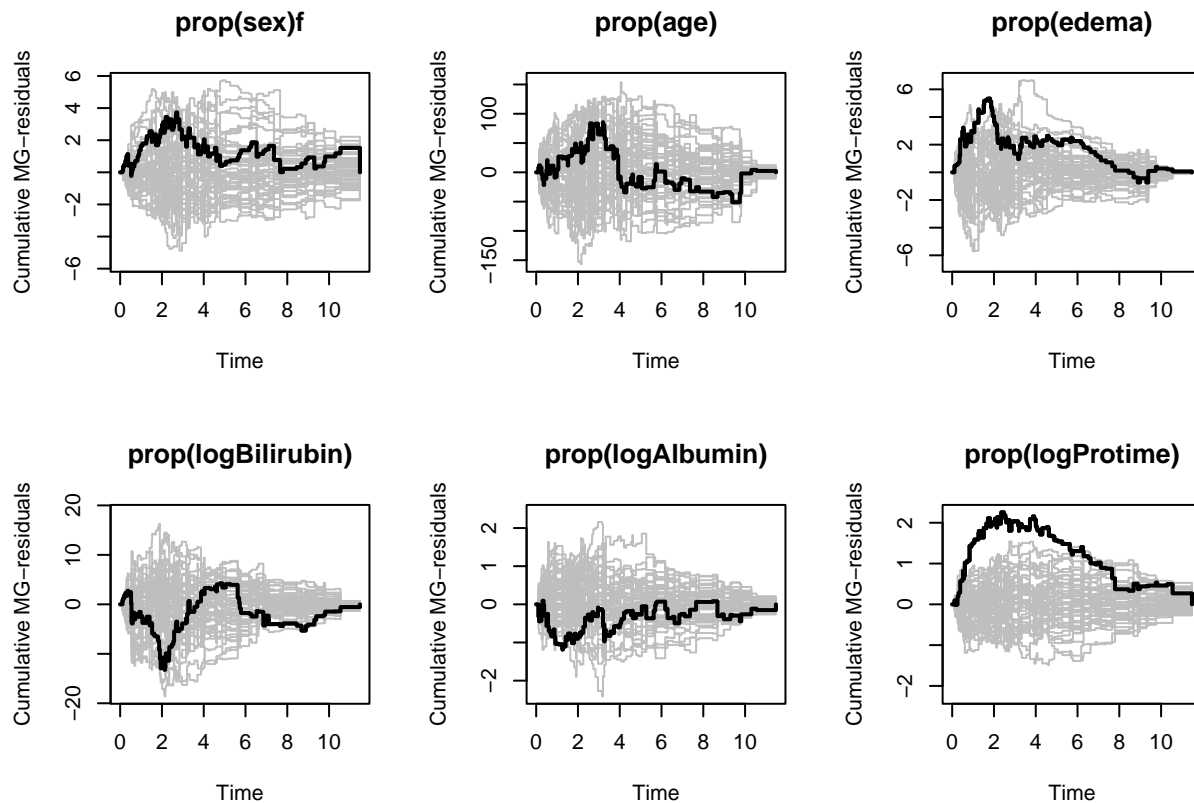 prop(sex)f
Cumulative MG−residuals
6
4
2
−2
−6
0 2 4 6 8 10
Time
prop(age)
Cumulative MG−residuals
100
0
−150
0 2 4 6 8 10
Time
prop(edema)
Cumulative MG−residuals
6
2
−2
−6
0 2 4 6 8 10
Time
prop(logBilirubin)
Cumulative MG−residuals
20
10
0
−20
0 2 4 6 8 10
Time
prop(logAlbumin)
Cumulative MG−residuals
2
1
0
−2
0 2 4 6 8 10
Time
prop(logProtime)
Cumulative MG−residuals
2
1
0
−2
0 2 4 6 8 10
Time